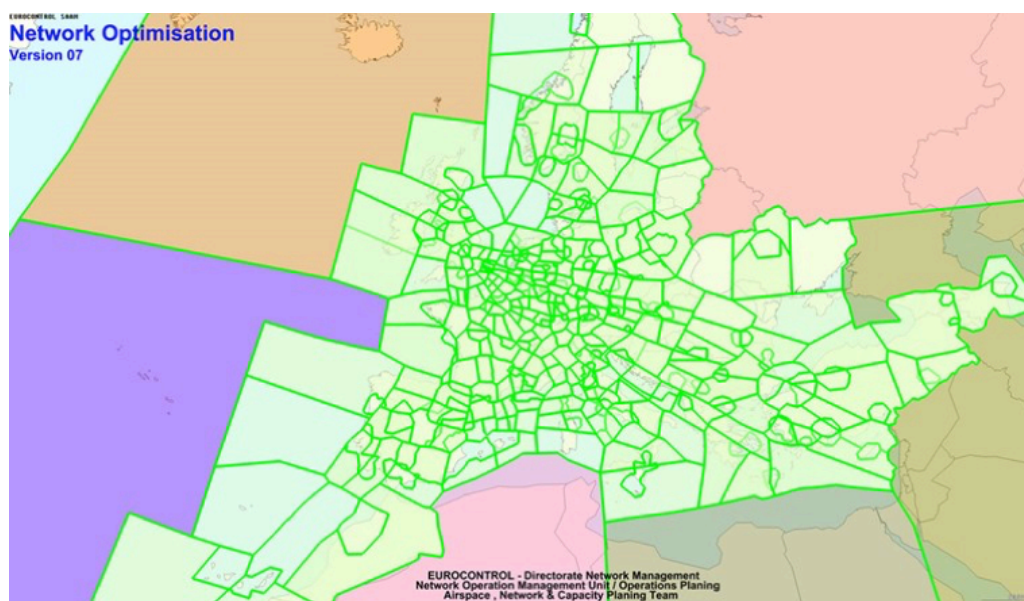 EUROCONTROL SAAM
Network Optimisation
Version 07
EUROCONTROL - Directorate Network Management
Network Operation Management Unit / Operations Planing
Airspace , Network & Capacity Planing Team